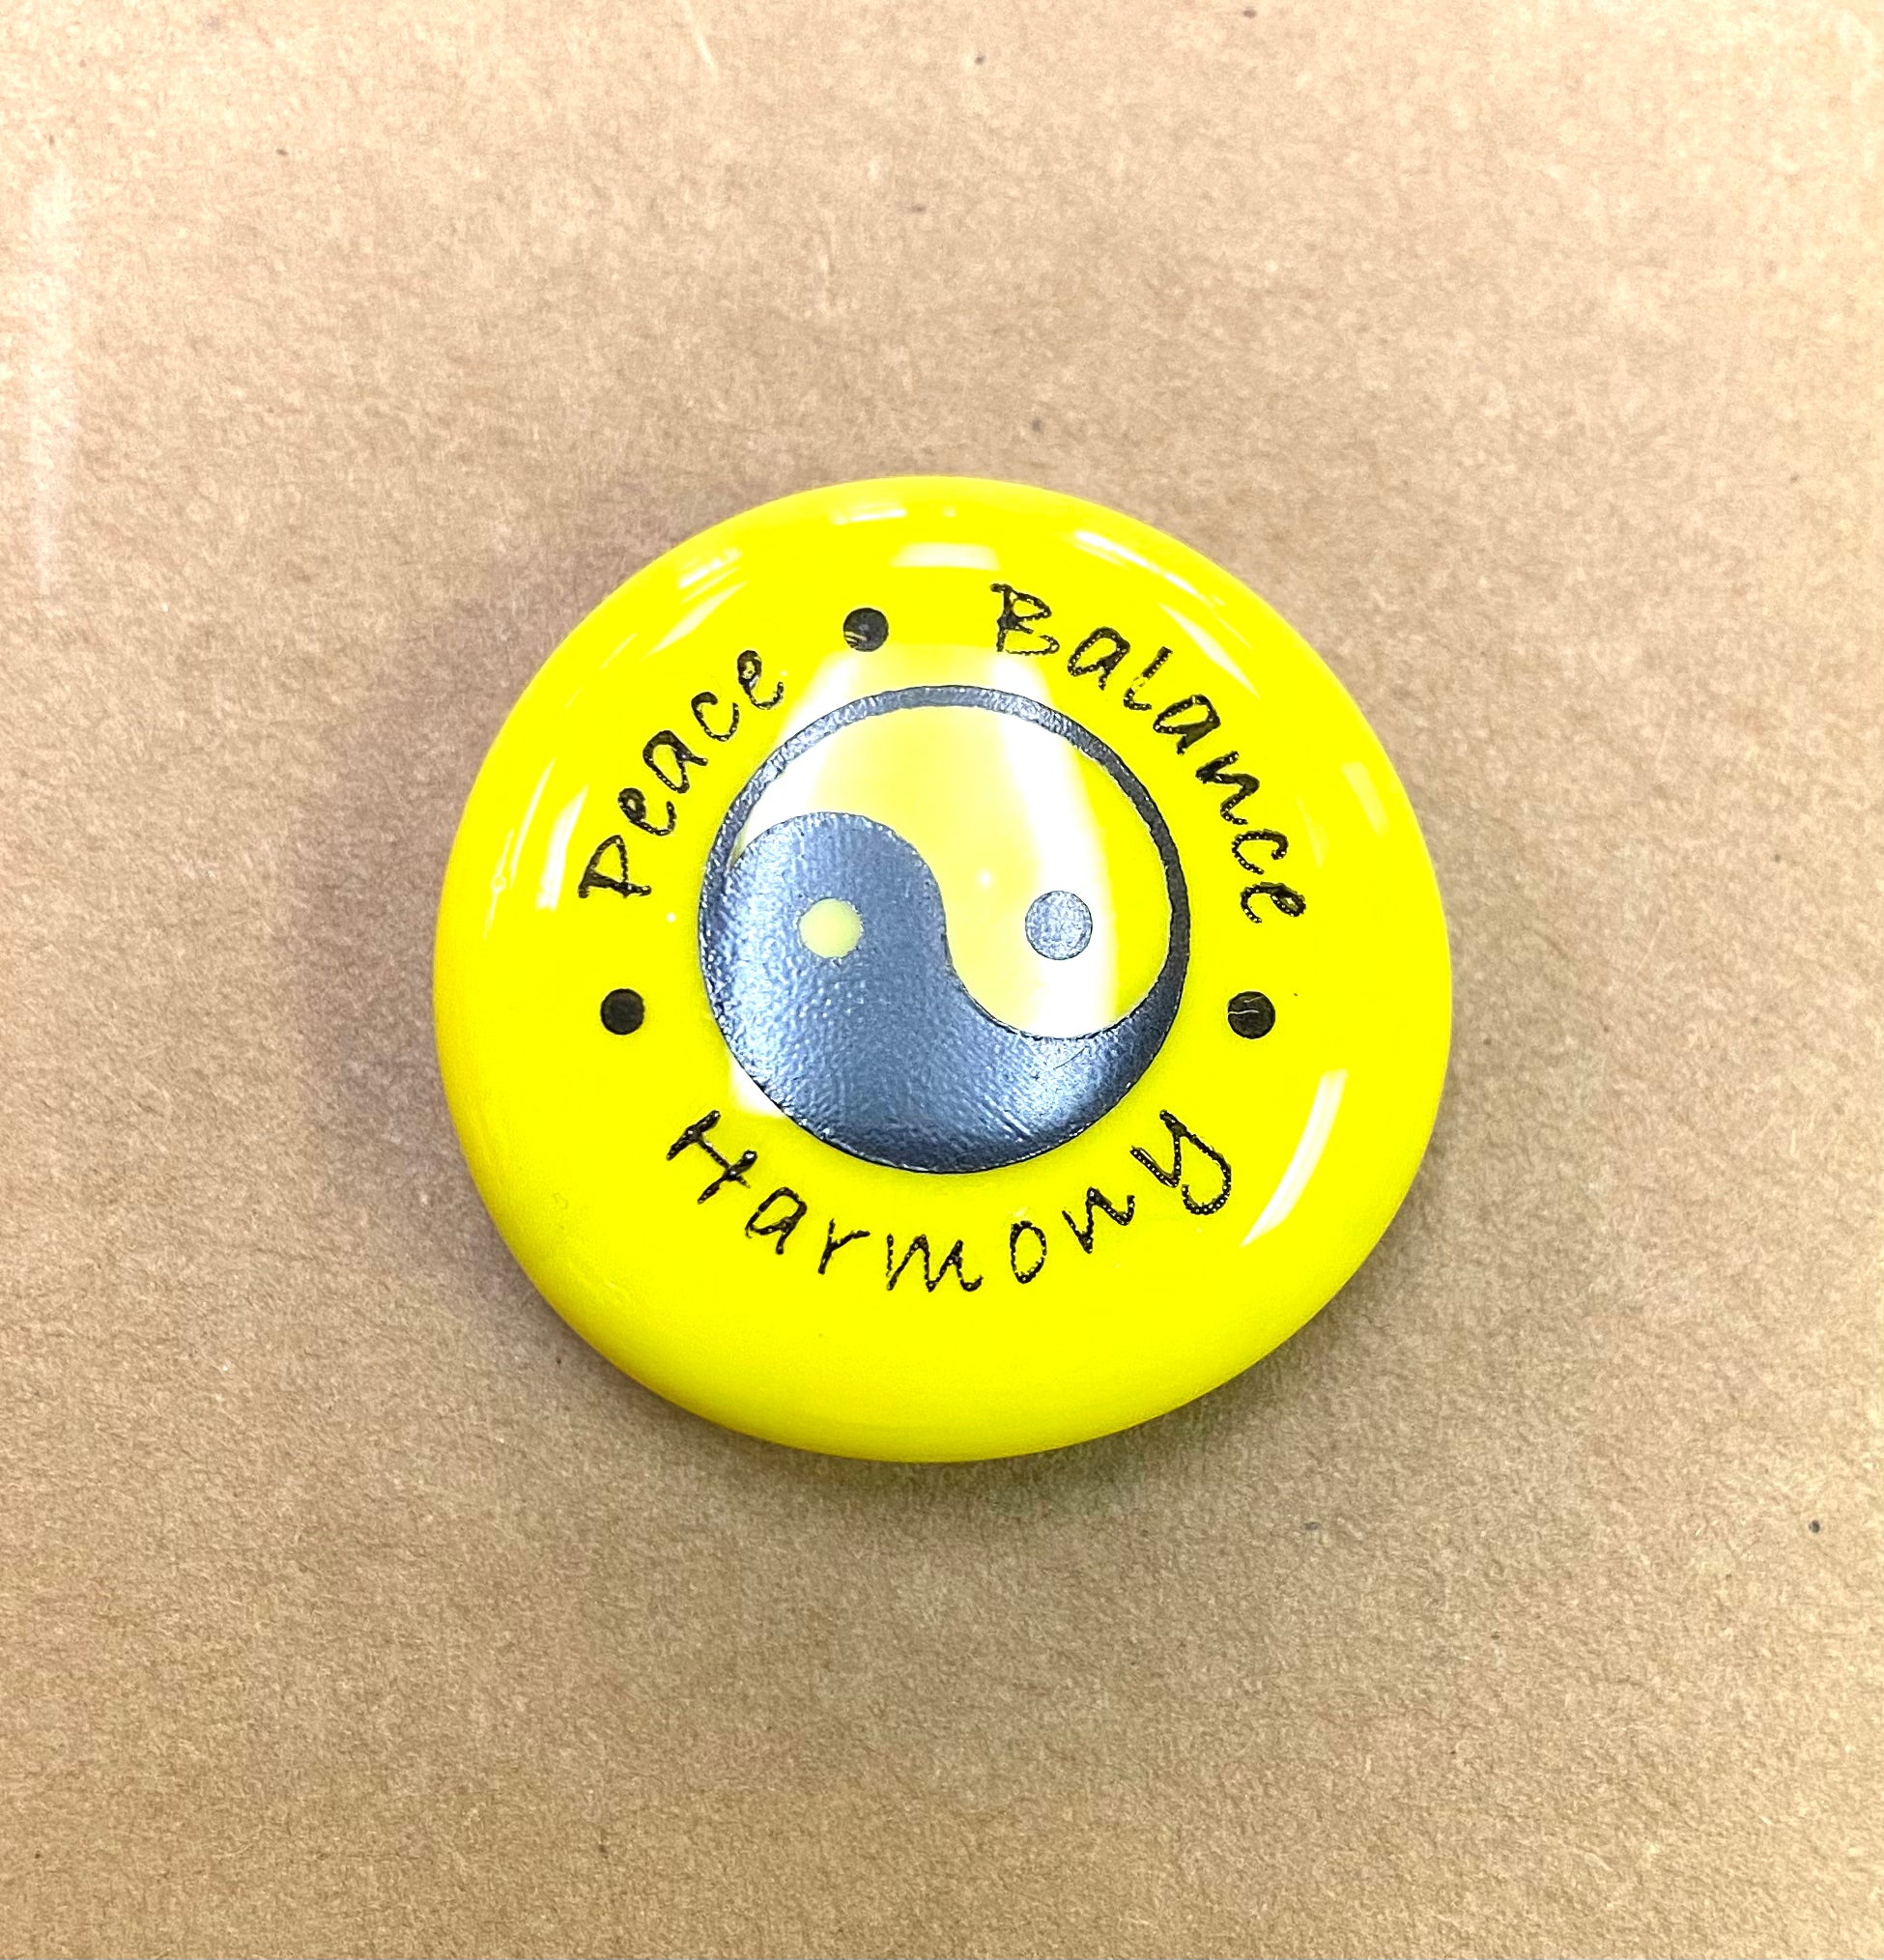 Peace • Balance
• Harmony •